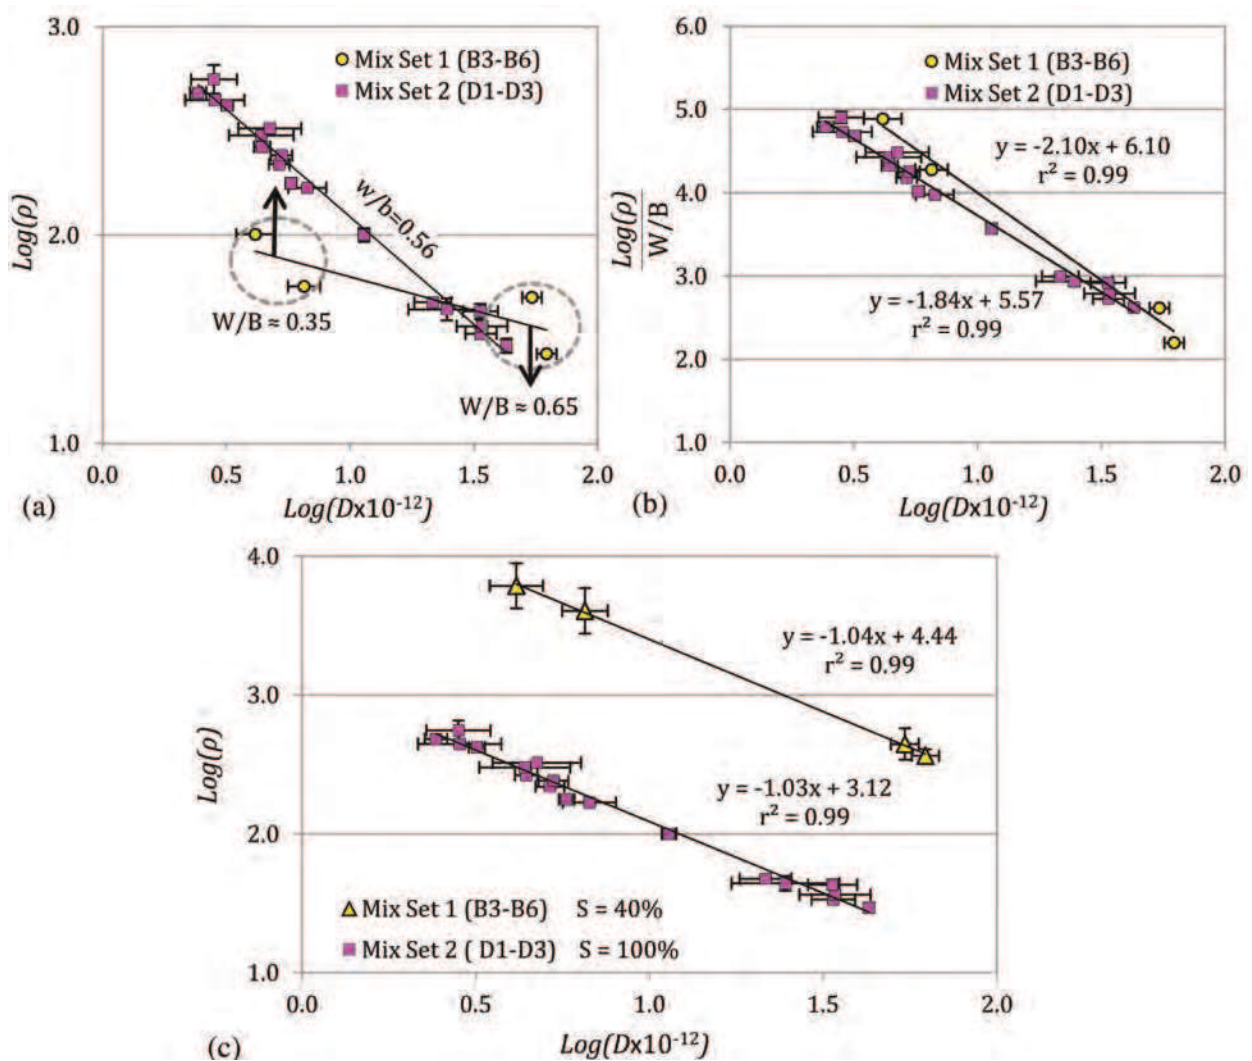 3.0
2.0
1.0
Log(ρ)
Mix Set 1 (B3-B6)
Mix Set 2 (D1-D3)
w/b=0.56
W/B ≈ 0.35
W/B ≈ 0.65
0.0 0.5 1.0 1.5 2.0
Log(Dx10⁻¹²)
(a)
6.0
5.0
4.0
3.0
2.0
1.0
Log(ρ)
W/B
Mix Set 1 (B3-B6)
Mix Set 2 (D1-D3)
y = -2.10x + 6.10
r² = 0.99
y = -1.84x + 5.57
r² = 0.99
0.0 0.5 1.0 1.5 2.0
Log(Dx10⁻¹²)
(b)
4.0
3.0
2.0
1.0
Log(ρ)
y = -1.04x + 4.44
r² = 0.99
y = -1.03x + 3.12
r² = 0.99
Mix Set 1 (B3-B6) S = 40%
Mix Set 2 ( D1-D3) S = 100%
0.0 0.5 1.0 1.5 2.0
Log(Dx10⁻¹²)
(c)